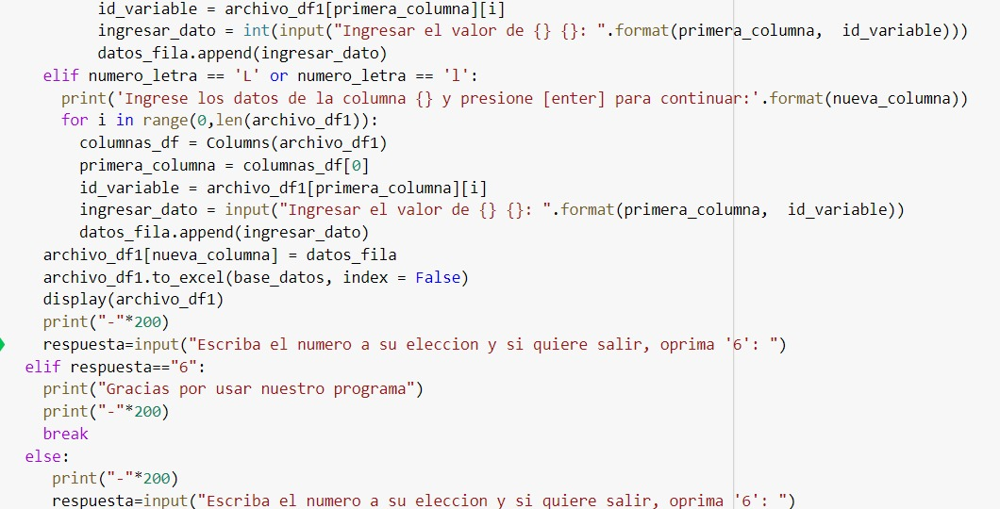 id_variable = archivo_df1[primera_columna][i]
ingresar_dato = int(input("Ingresar el valor de {} {}: ".format(primera_columna,  id_variable)))
datos_fila.append(ingresar_dato)
elif numero_letra == 'L' or numero_letra == 'l':
print('Ingrese los datos de la columna {} y presione [enter] para continuar:'.format(nueva_columna))
for i in range(0,len(archivo_df1)):
columnas_df = Columns(archivo_df1)
primera_columna = columnas_df[0]
id_variable = archivo_df1[primera_columna][i]
ingresar_dato = input("Ingresar el valor de {} {}: ".format(primera_columna,  id_variable))
datos_fila.append(ingresar_dato)
archivo_df1[nueva_columna] = datos_fila
archivo_df1.to_excel(base_datos, index = False)
display(archivo_df1)
print("-"*200)
respuesta=input("Escriba el numero a su eleccion y si quiere salir, oprima '6': ")
elif respuesta=="6":
print("Gracias por usar nuestro programa")
print("-"*200)
break
else:
print("-"*200)
respuesta=input("Escriba el numero a su eleccion y si quiere salir, oprima '6': ")